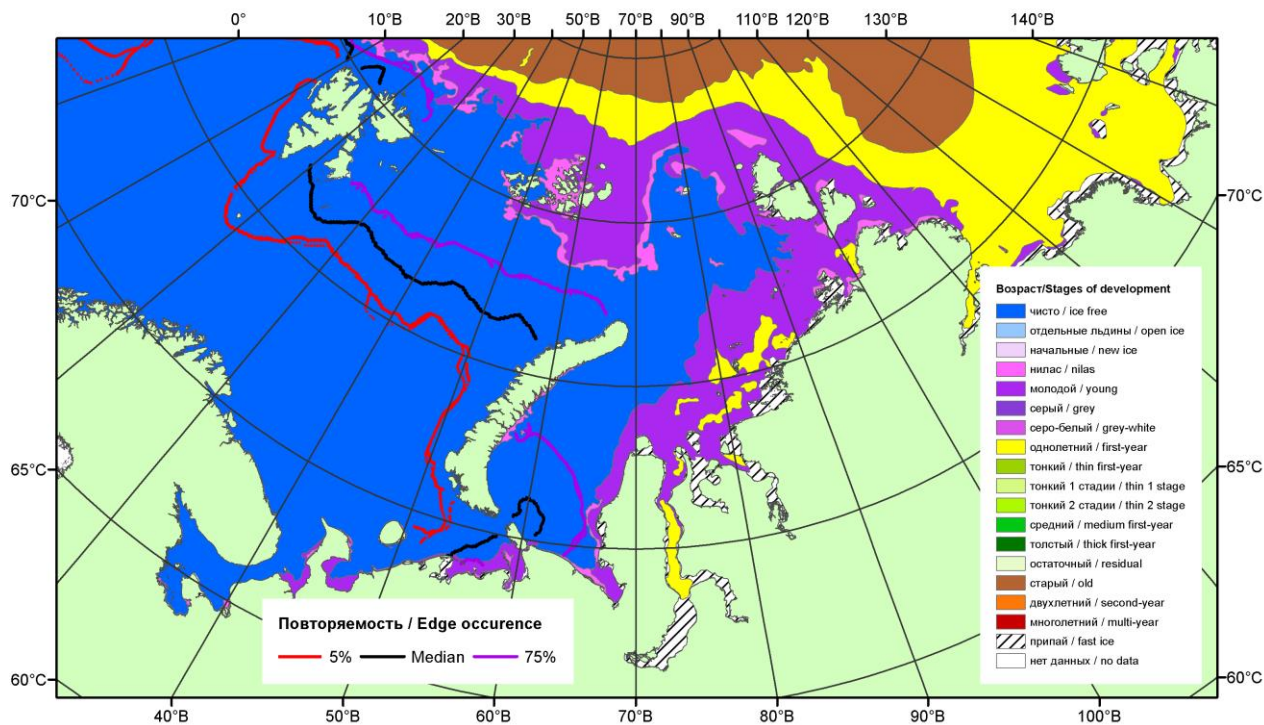 0° 10°В 20°В 30°В 50°В 70°В 90°В 110°В 120°В 130°В 140°В
70°С 70°С
65°С 65°С
60°С 60°С
Возраст/Stages of development
чисто / ice free
отдельные льдины / open ice
начальные / new ice
нилас / nilas
молодой / young
серый / grey
серо-белый / grey-white
однолетний / first-year
тонкий / thin first-year
тонкий 1 стадии / thin 1 stage
тонкий 2 стадии / thin 2 stage
средний / medium first-year
толстый / thick first-year
остаточный / residual
старый / old
двухлетний / second-year
многолетний / multi-year
припай / fast ice
нет данных / no data
Повторяемость / Edge occurence
5% Median 75%
40°В 50°В 60°В 70°В 80°В 90°В 100°В